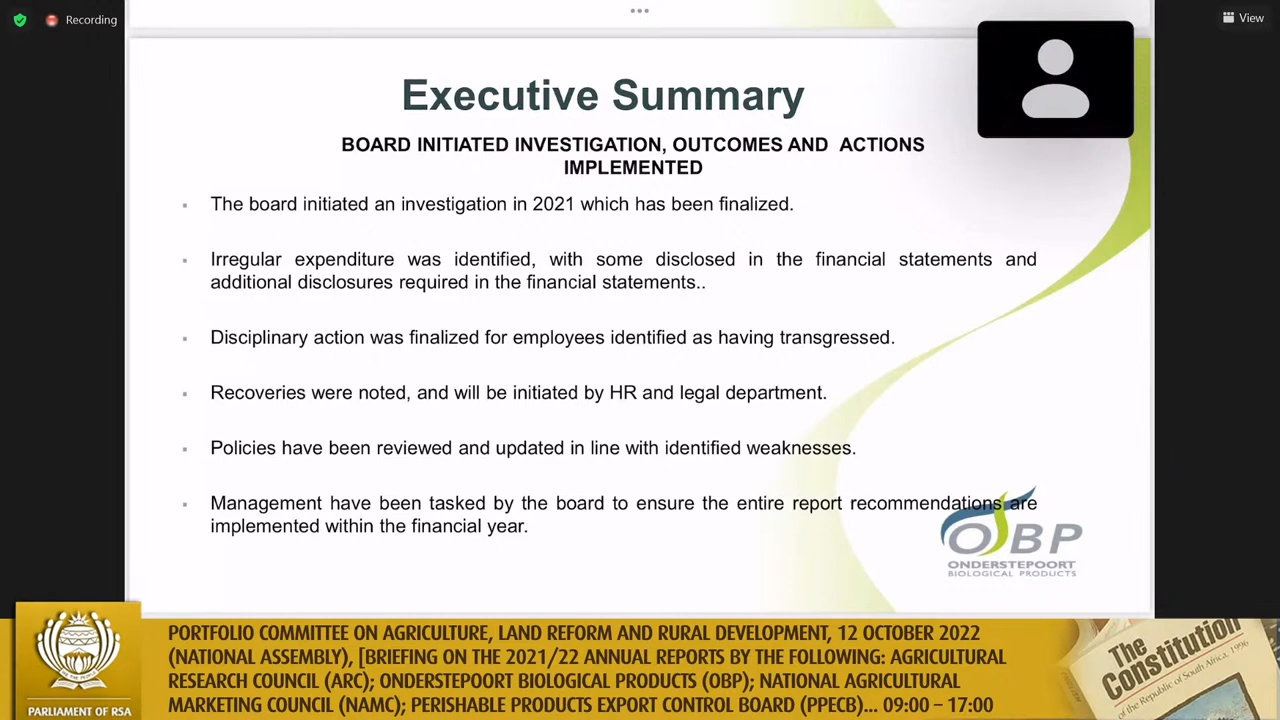 Recording
View
Executive Summary
BOARD INITIATED INVESTIGATION, OUTCOMES AND ACTIONS
IMPLEMENTED
The board initiated an investigation in 2021 which has been finalized.
Irregular expenditure was identified, with some disclosed in the financial statements and
additional disclosures required in the financial statements..
Disciplinary action was finalized for employees identified as having transgressed.
Recoveries were noted, and will be initiated by HR and legal department.
Policies have been reviewed and updated in line with identified weaknesses.
Management have been tasked by the board to ensure the entire report recommendations are
implemented within the financial year.
OBP
ONDERSTEPOORT
BIOLOGICAL PRODUCTS
PARLIAMENT OF RSA
PORTFOLIO COMMITTEE ON AGRICULTURE, LAND REFORM AND RURAL DEVELOPMENT, 12 OCTOBER 2022
(NATIONAL ASSEMBLY), [BRIEFING ON THE 2021/22 ANNUAL REPORTS BY THE FOLLOWING: AGRICULTURAL
RESEARCH COUNCIL (ARC); ONDERSTEPOORT BIOLOGICAL PRODUCTS (OBP); NATIONAL AGRICULTURAL
MARKETING COUNCIL (NAMC); PERISHABLE PRODUCTS EXPORT CONTROL BOARD (PPECB)... 09:00 – 17:00
The
Constitution
of the Republic of South Africa, 1996